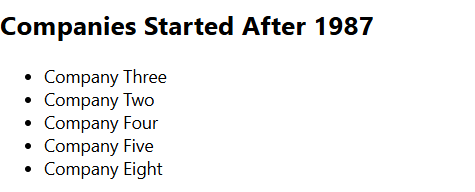 Companies Started After 1987
Company Three
Company Two
Company Four
Company Five
Company Eight